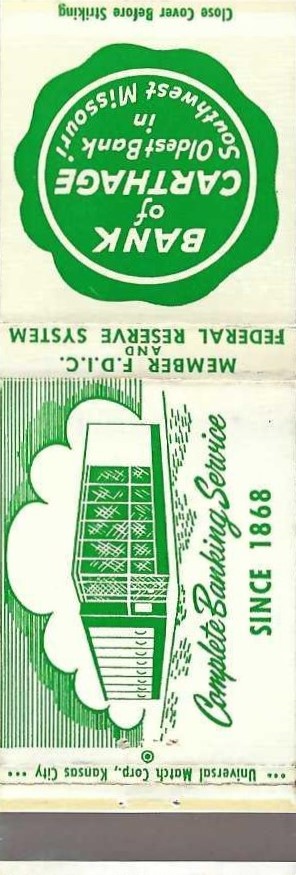 Close Cover Before Striking
BANK
of
CARTHAGE
Oldest Bank
in
Southwest Missouri
MEMBER F.D.I.C.
AND
FEDERAL RESERVE SYSTEM
Complete Banking Service
SINCE 1868
*** Universal Match Corp., Kansas City ***